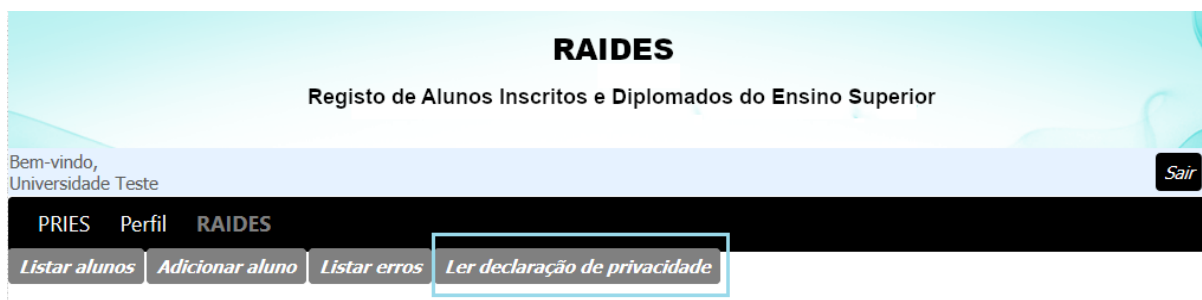 RAIDES
Registo de Alunos Inscritos e Diplomados do Ensino Superior
Bem-vindo,
Universidade Teste
Sair
PRIES Perfil RAIDES
Listar alunos Adicionar aluno Listar erros Ler declaração de privacidade